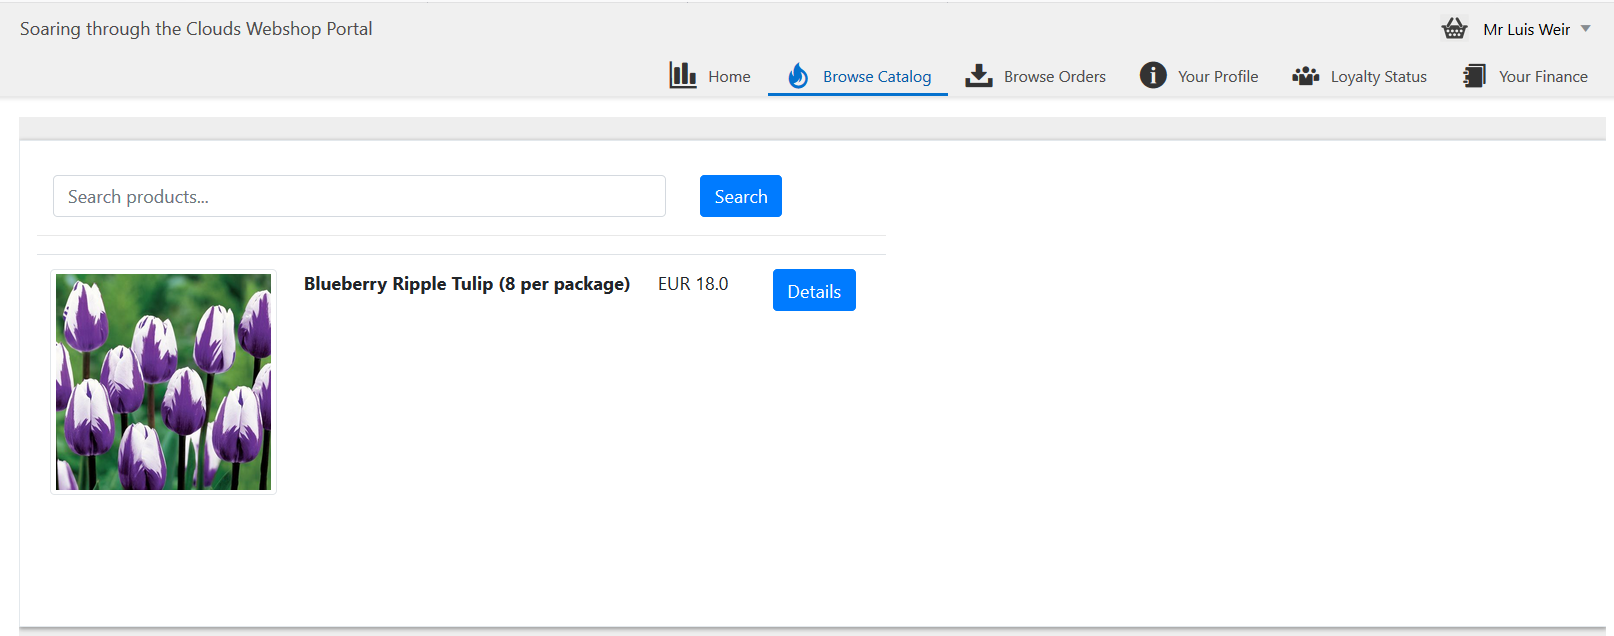 Soaring through the Clouds Webshop Portal
Mr Luis Weir
Home
Browse Catalog
Browse Orders
Your Profile
Loyalty Status
Your Finance
Search products...
Search
Blueberry Ripple Tulip (8 per package)
EUR 18.0
Details